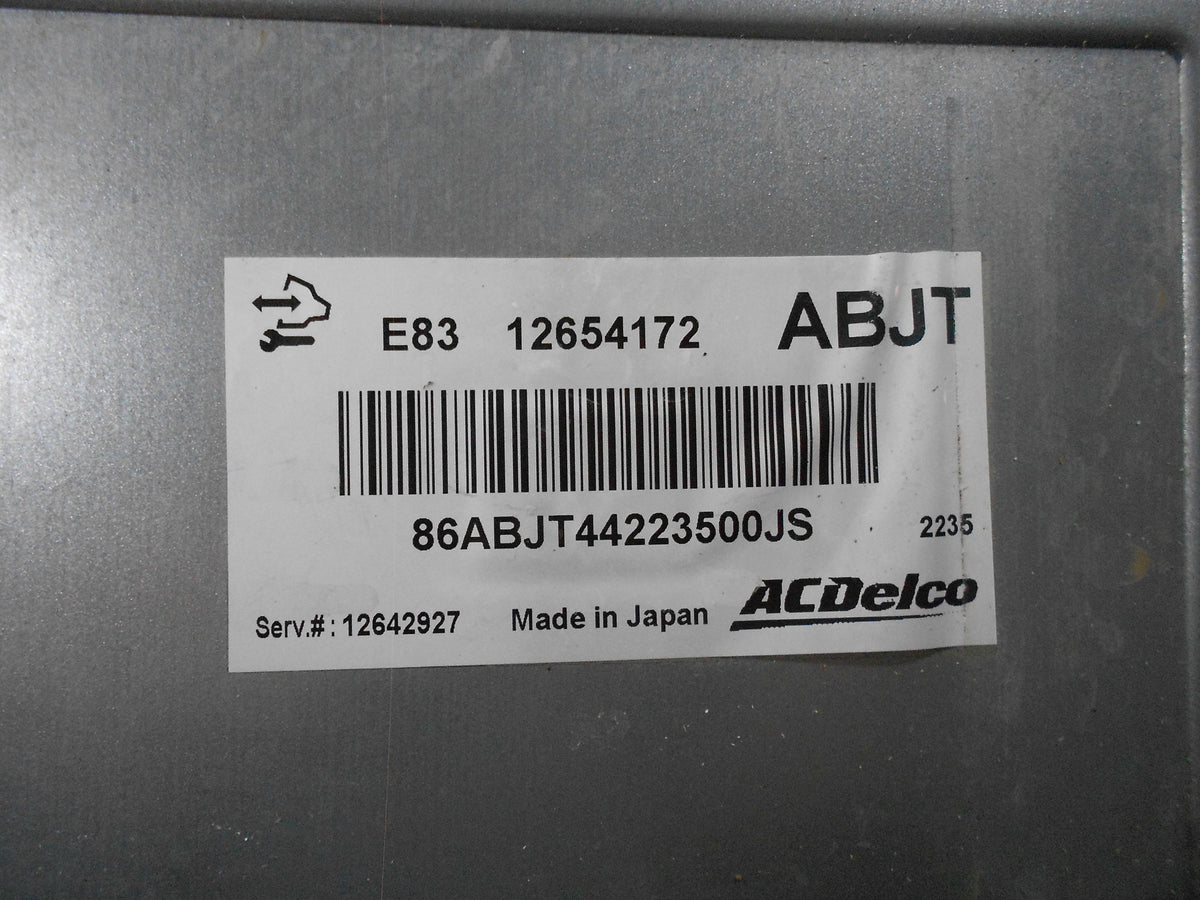 E83 12654172 ABJT
86ABJT44223500JS 2235
Serv.#: 12642927 Made in Japan ACDelco